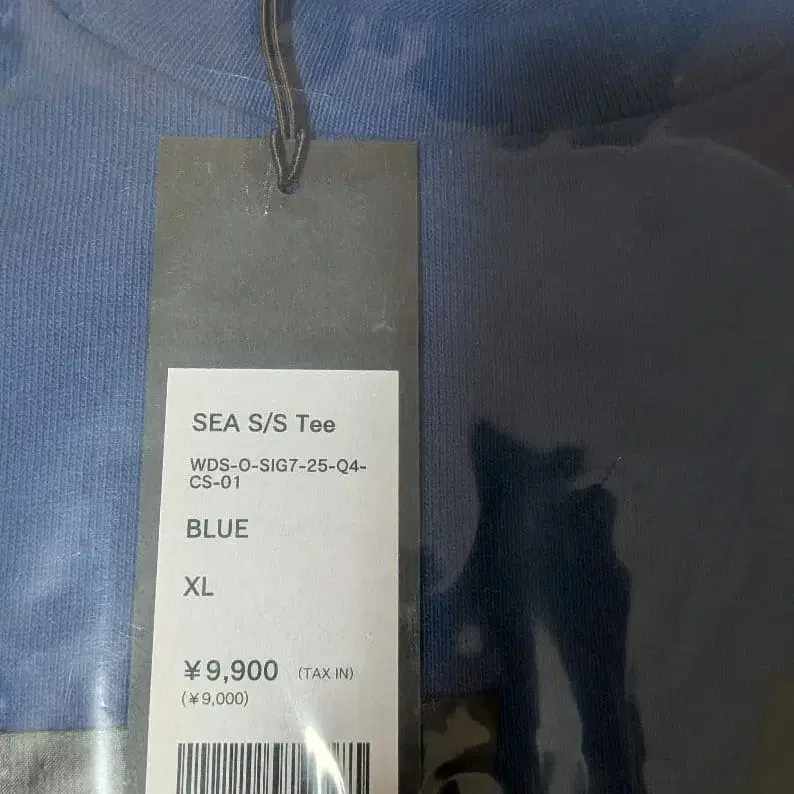 SEA S/S Tee
WDS-O-SIG7-25-Q4-
CS-01
BLUE
XL
¥9,900 (TAX IN)
(¥9,000)